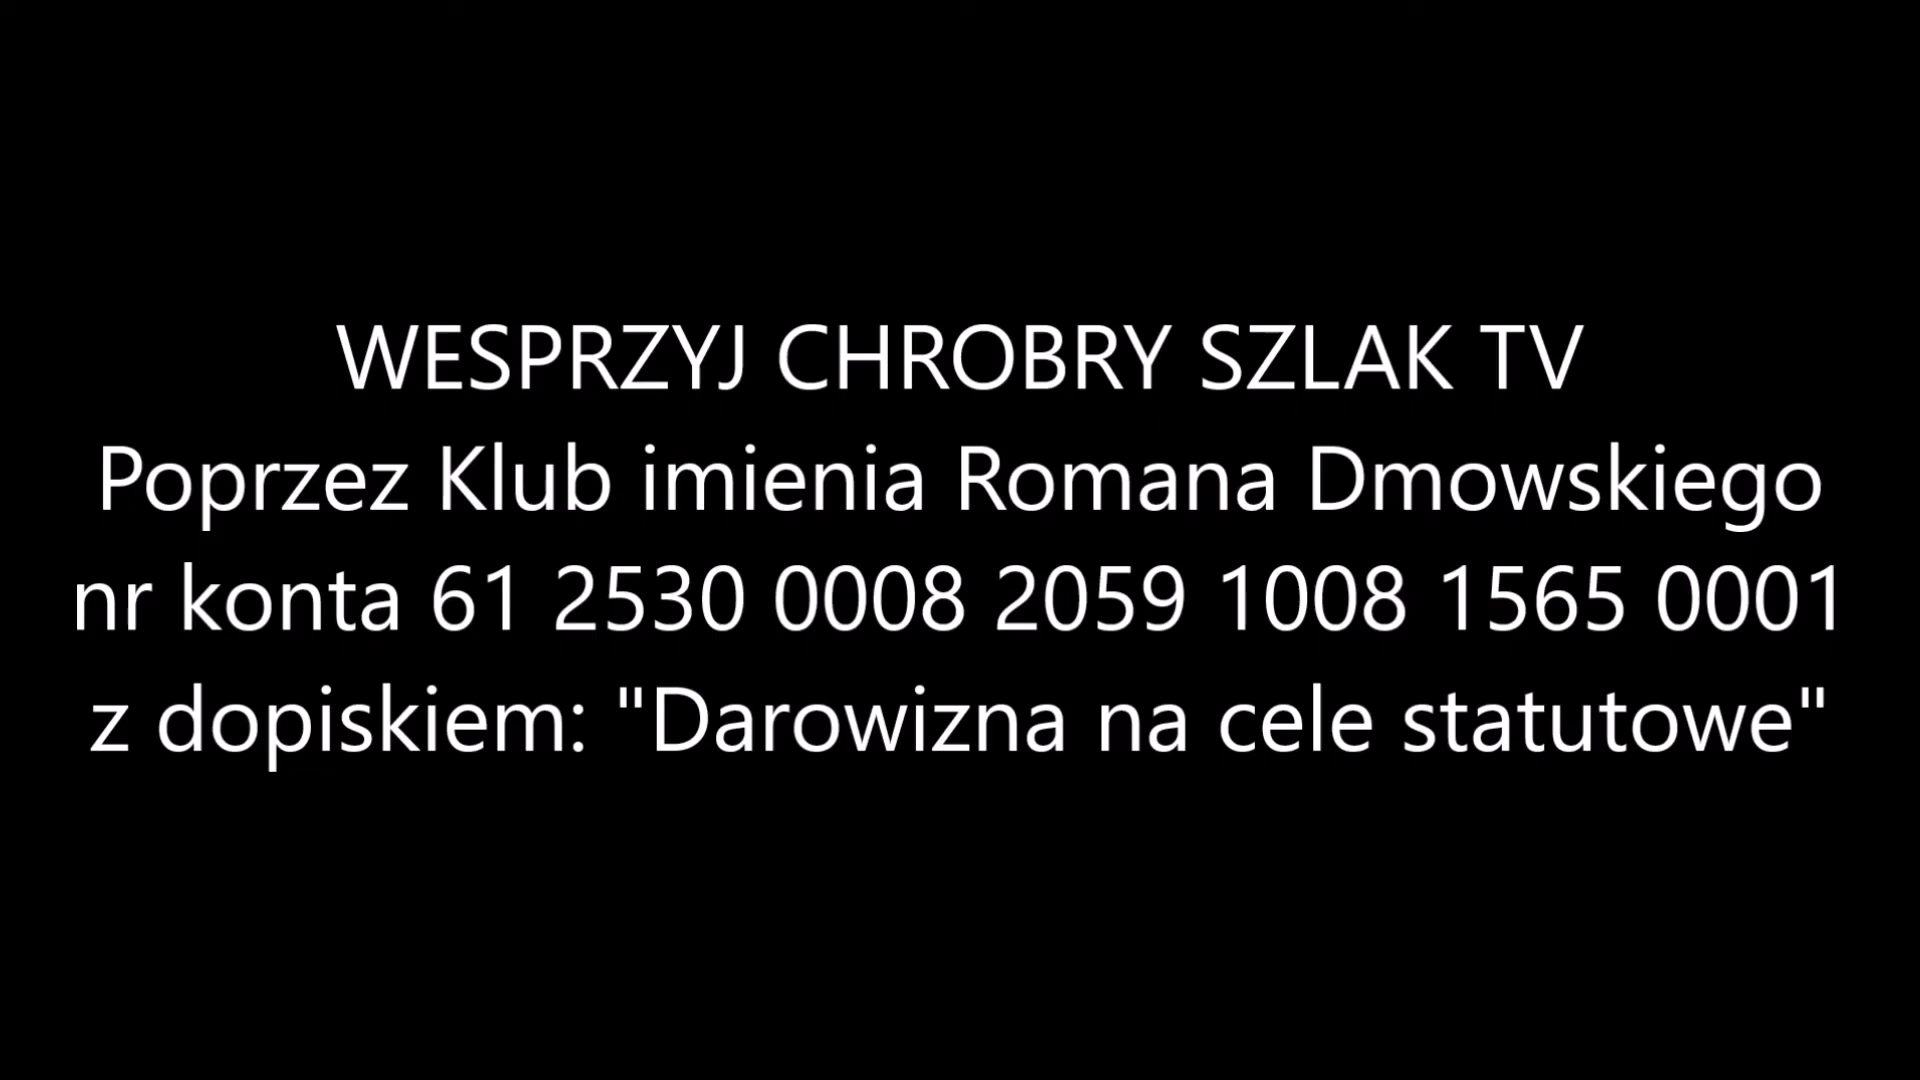 WESPRZYJ CHROBRY SZLAK TV
Poprzez Klub imienia Romana Dmowskiego
nr konta 61 2530 0008 2059 1008 1565 0001
z dopiskiem: "Darowizna na cele statutowe"